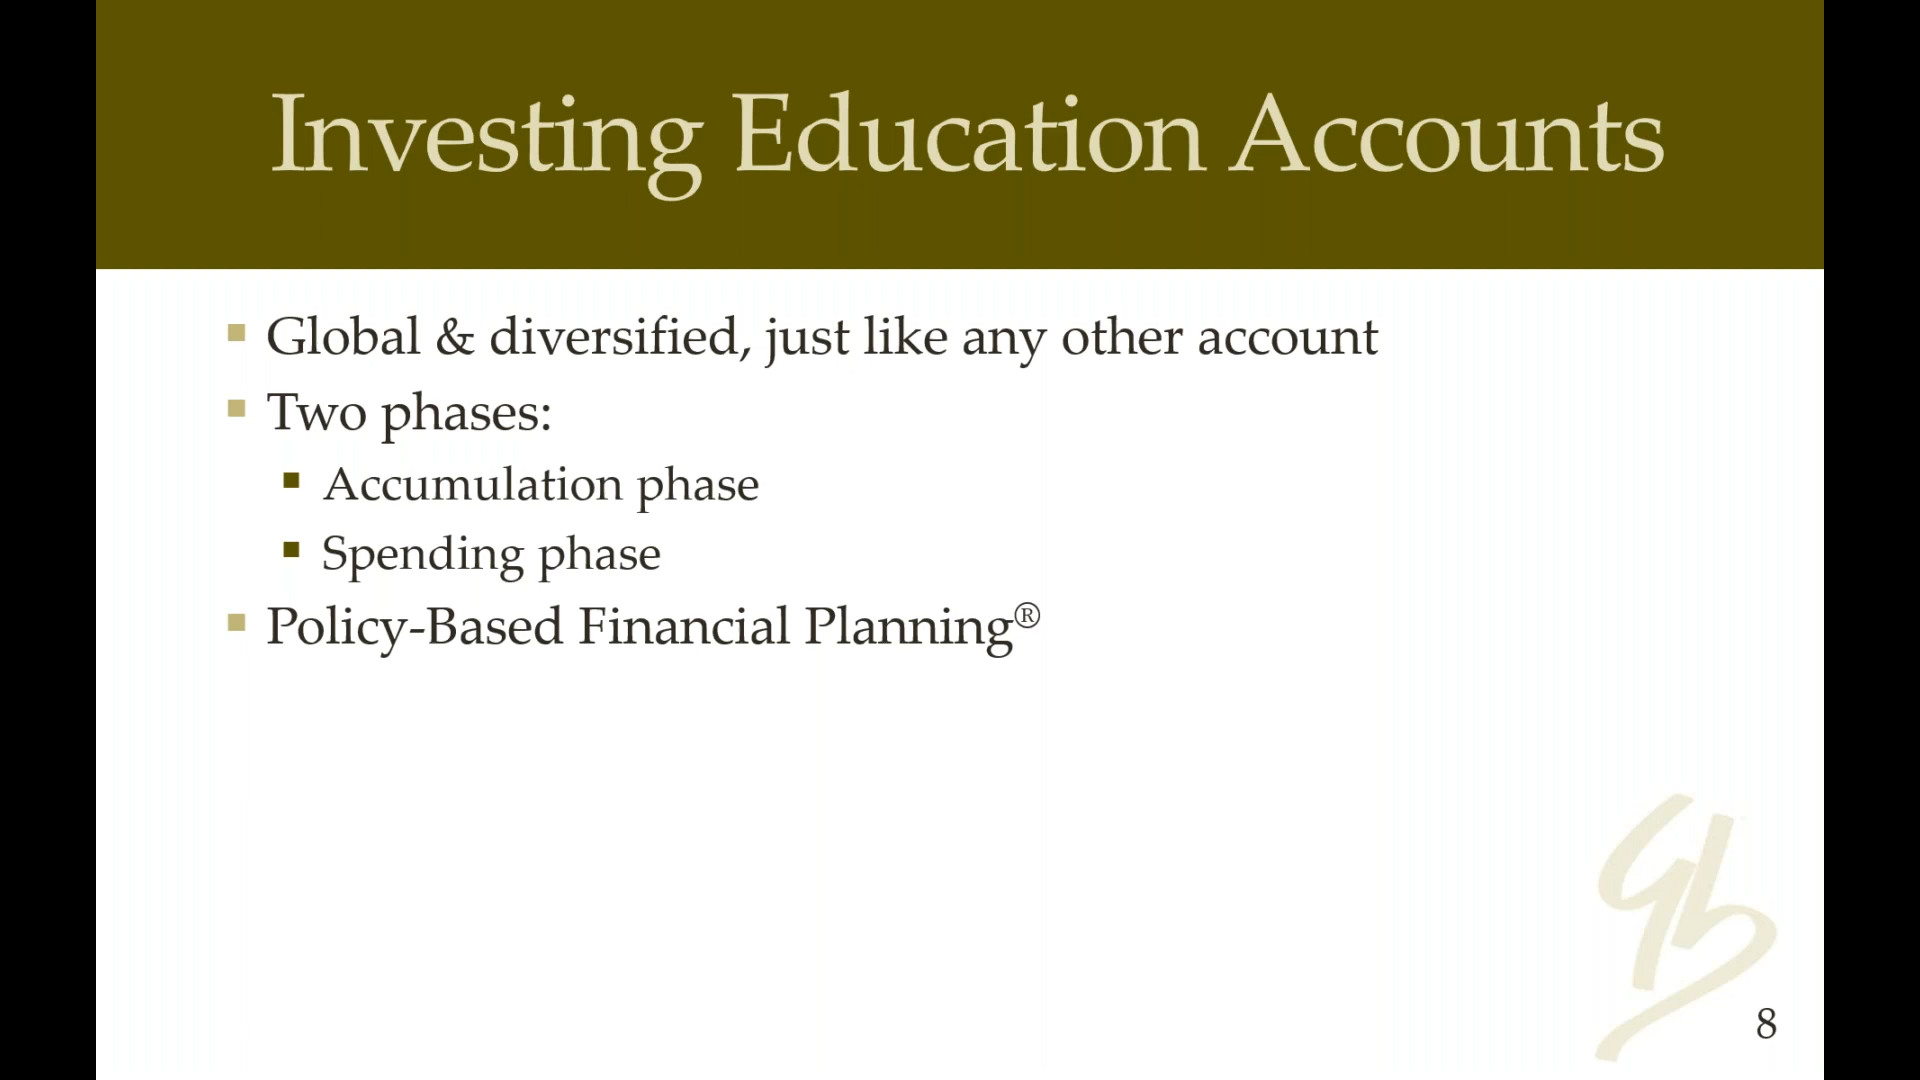 Investing Education Accounts
Global & diversified, just like any other account
Two phases:
Accumulation phase
Spending phase
Policy-Based Financial Planning®
8